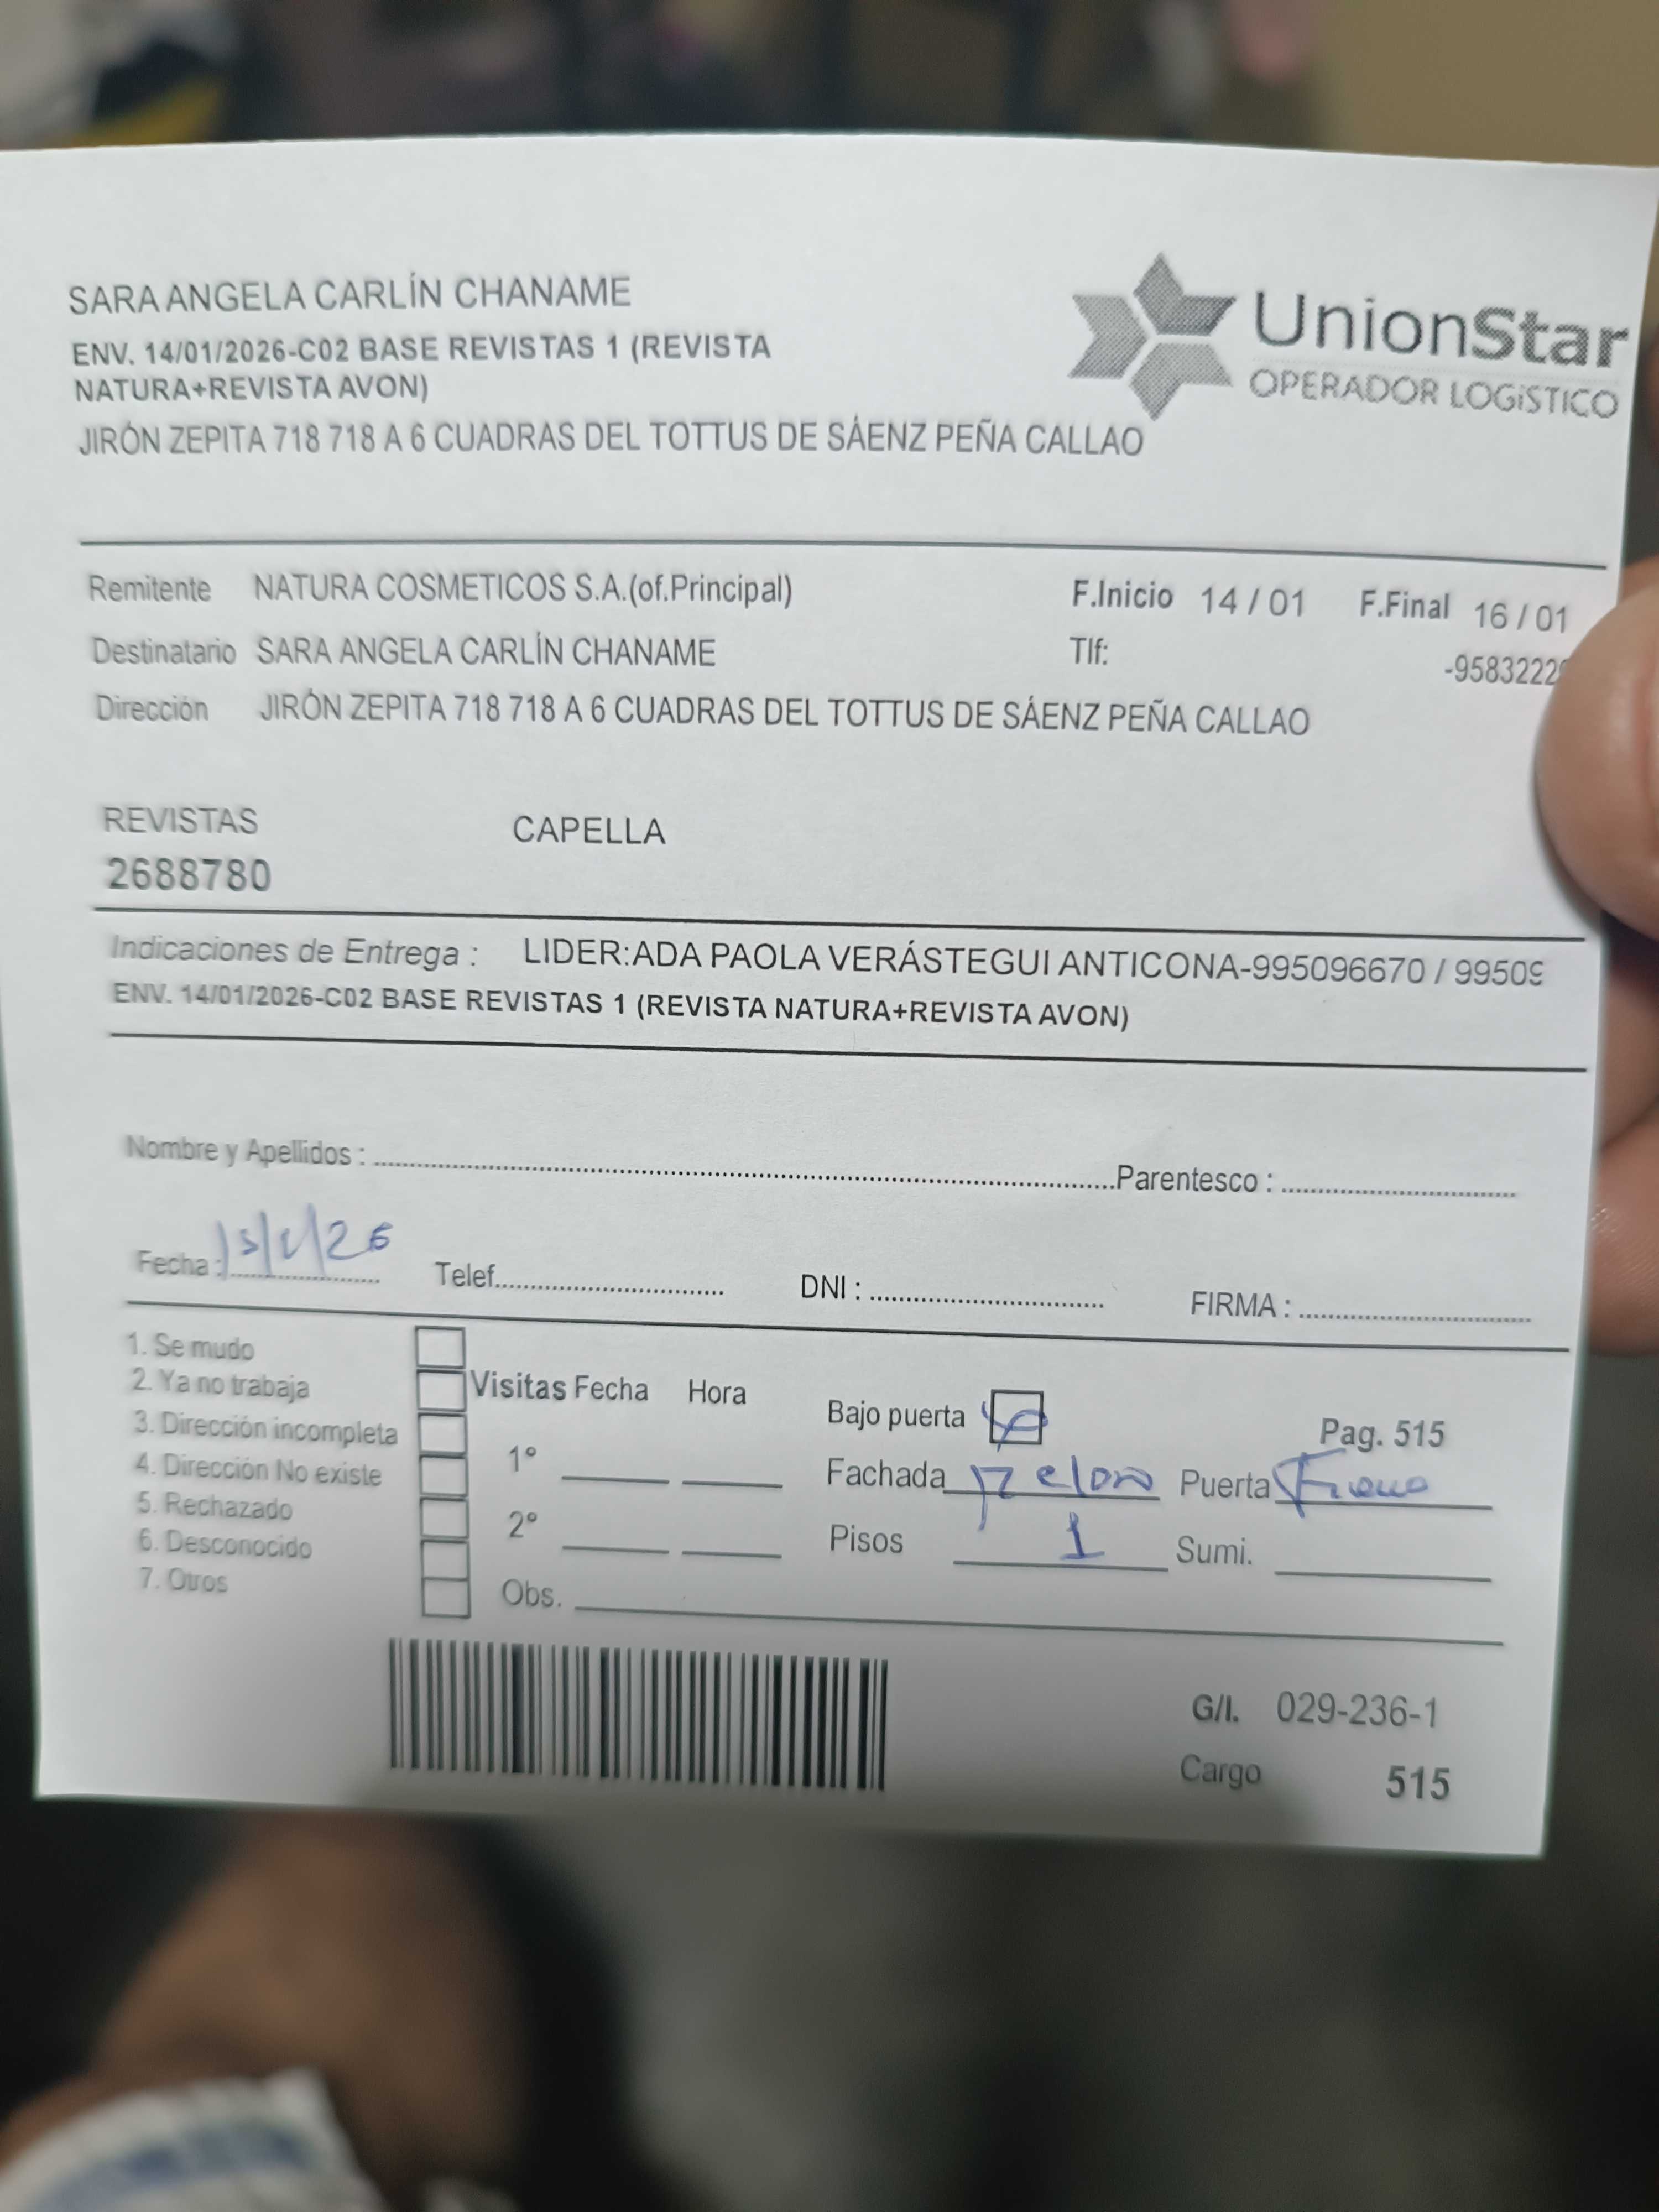 SARA ANGELA CARLÍN CHANAME
ENV. 14/01/2026-C02 BASE REVISTAS 1 (REVISTA
NATURA+REVISTA AVON)
JIRÓN ZEPITA 718 718 A 6 CUADRAS DEL TOTTUS DE SÁENZ PEÑA CALLAO
UnionStar
OPERADOR LOGíSTICO
Remitente NATURA COSMETICOS S.A.(of.Principal) F.Inicio 14 / 01 F.Final 16 / 01
Destinatario SARA ANGELA CARLÍN CHANAME Tlf: -9583222
Dirección JIRÓN ZEPITA 718 718 A 6 CUADRAS DEL TOTTUS DE SÁENZ PEÑA CALLAO
REVISTAS CAPELLA
2688780
Indicaciones de Entrega : LIDER:ADA PAOLA VERÁSTEGUI ANTICONA-995096670 / 99509
ENV. 14/01/2026-C02 BASE REVISTAS 1 (REVISTA NATURA+REVISTA AVON)
Nombre y Apellidos : Parentesco :
Fecha : Telef. DNI : FIRMA :
1. Se mudo
2. Ya no trabaja
3. Dirección incompleta
4. Dirección No existe
5. Rechazado
6. Desconocido
7. Otros
Visitas Fecha Hora
1°
2°
Obs.
Bajo puerta Pag. 515
Fachada Puerta
Pisos 1 Sumi.
G/I. 029-236-1
Cargo 515